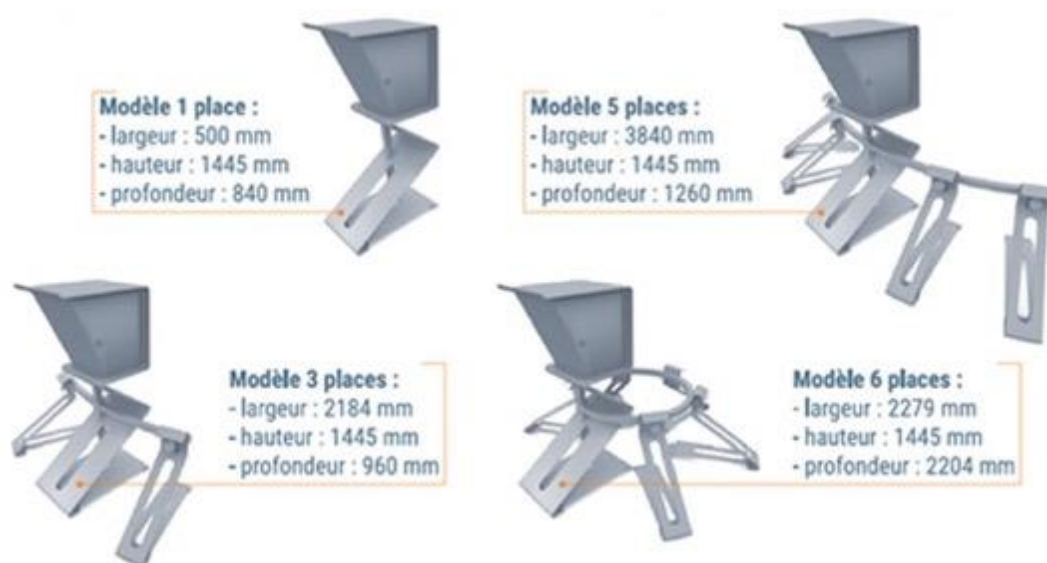 Modèle 1 place :
- largeur : 500 mm
- hauteur : 1445 mm
- profondeur : 840 mm
Modèle 5 places :
- largeur : 3840 mm
- hauteur : 1445 mm
- profondeur : 1260 mm
Modèle 3 places :
- largeur : 2184 mm
- hauteur : 1445 mm
- profondeur : 960 mm
Modèle 6 places :
- largeur : 2279 mm
- hauteur : 1445 mm
- profondeur : 2204 mm